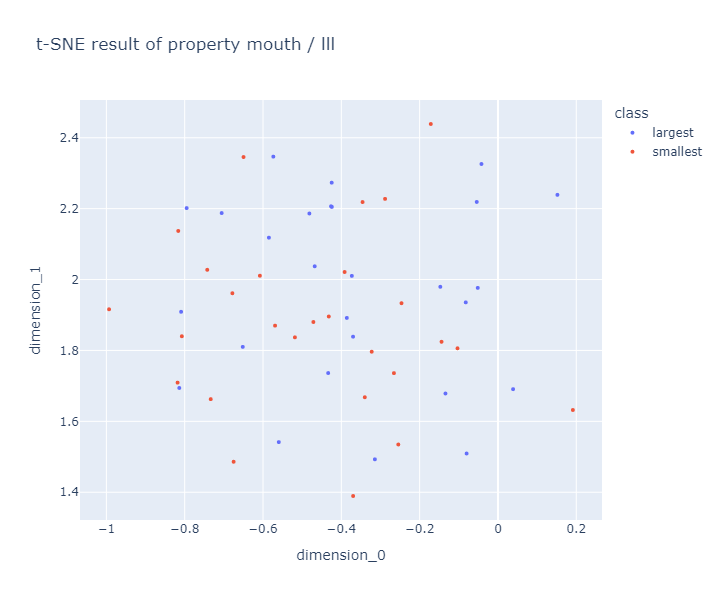 t-SNE result of property mouth / lll
class
largest
smallest
dimension_1
2.4
2.2
2
1.8
1.6
1.4
−1
−0.8
−0.6
−0.4
−0.2
0
0.2
dimension_0